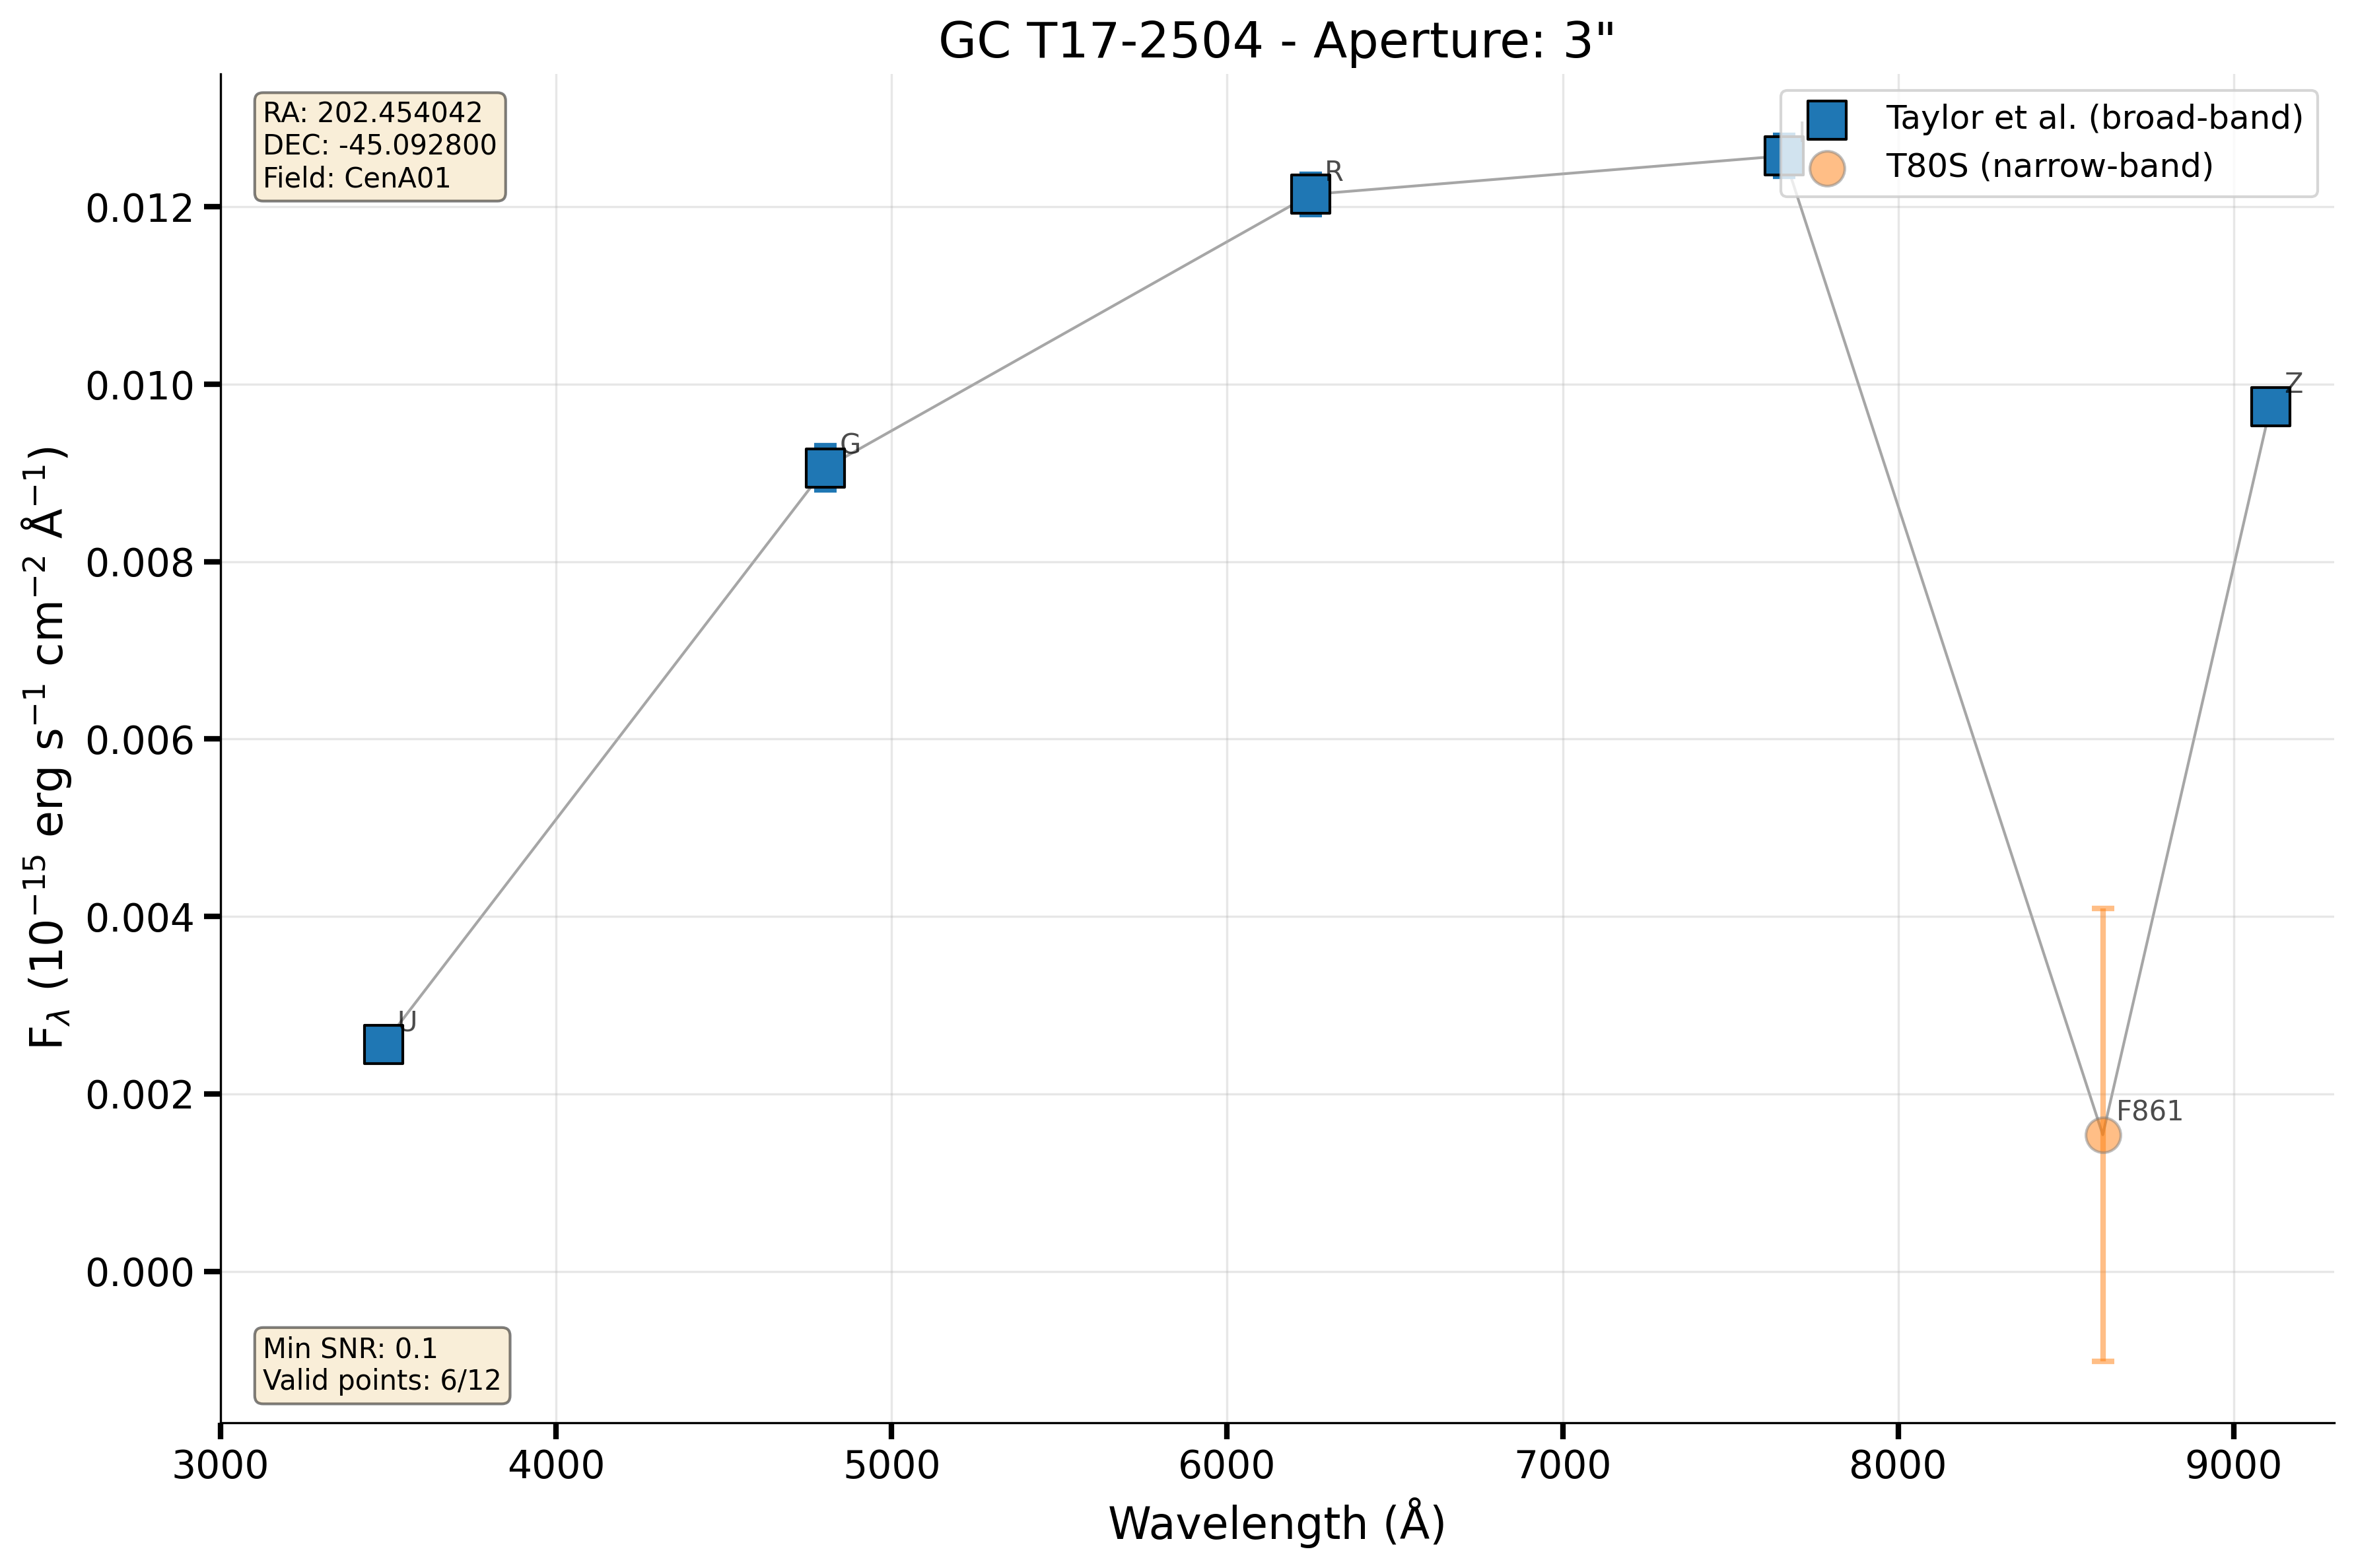 GC T17-2504 - Aperture: 3"
RA: 202.454042
DEC: -45.092800
Field: CenA01
Taylor et al. (broad-band)
T80S (narrow-band)
R
G
Z
U
F861
0.012
0.010
0.008
0.006
0.004
0.002
0.000
F$_{λ}$ (10$^{−15}$ erg s$^{−1}$ cm$^{−2}$ Å$^{−1}$)
Min SNR: 0.1
Valid points: 6/12
3000 4000 5000 6000 7000 8000 9000
Wavelength (Å)